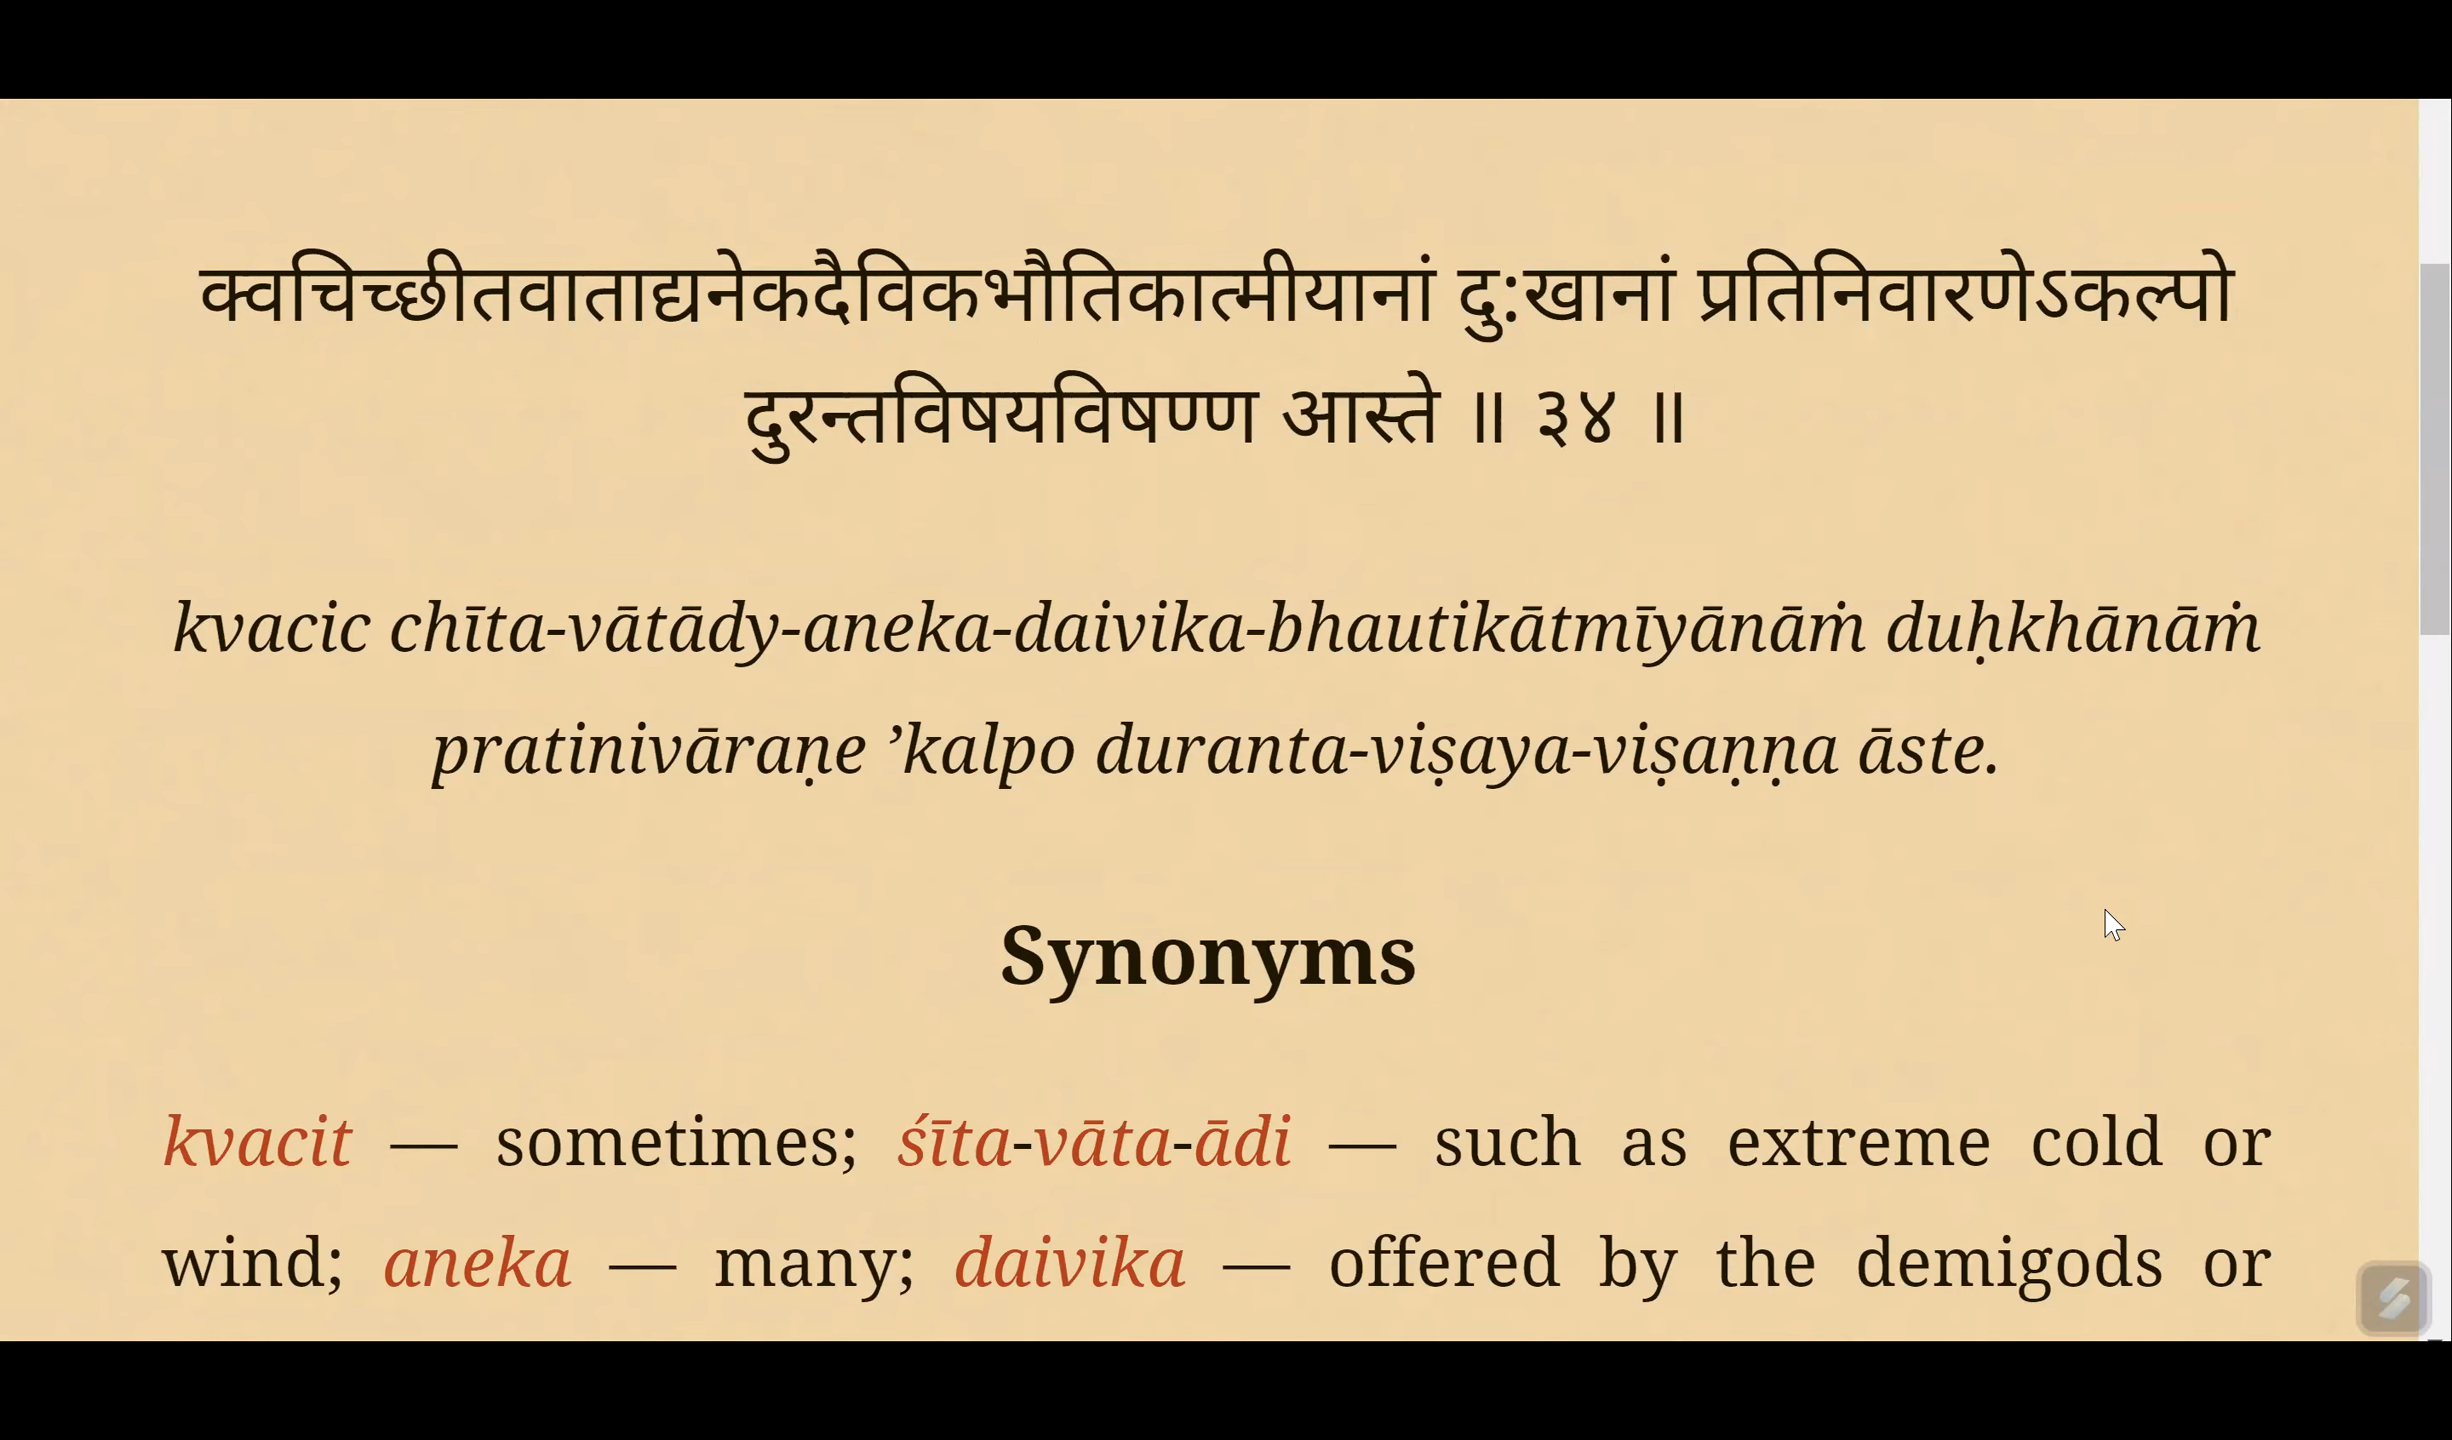 क्वचिच्छीतवाताद्यनेकदैविकभौतिकात्मीयानां दु:खानां प्रतिनिवारणेऽकल्पो
दुरन्तविषयविषण्ण आस्ते ॥ ३४ ॥
kvacic chīta-vātādy-aneka-daivika-bhautikātmīyānāṁ duḥkhānāṁ
pratinivāraṇe ’kalpo duranta-viṣaya-viṣaṇṇa āste.
Synonyms
kvacit — sometimes; śīta-vāta-ādi — such as extreme cold or
wind; aneka — many; daivika — offered by the demigods or